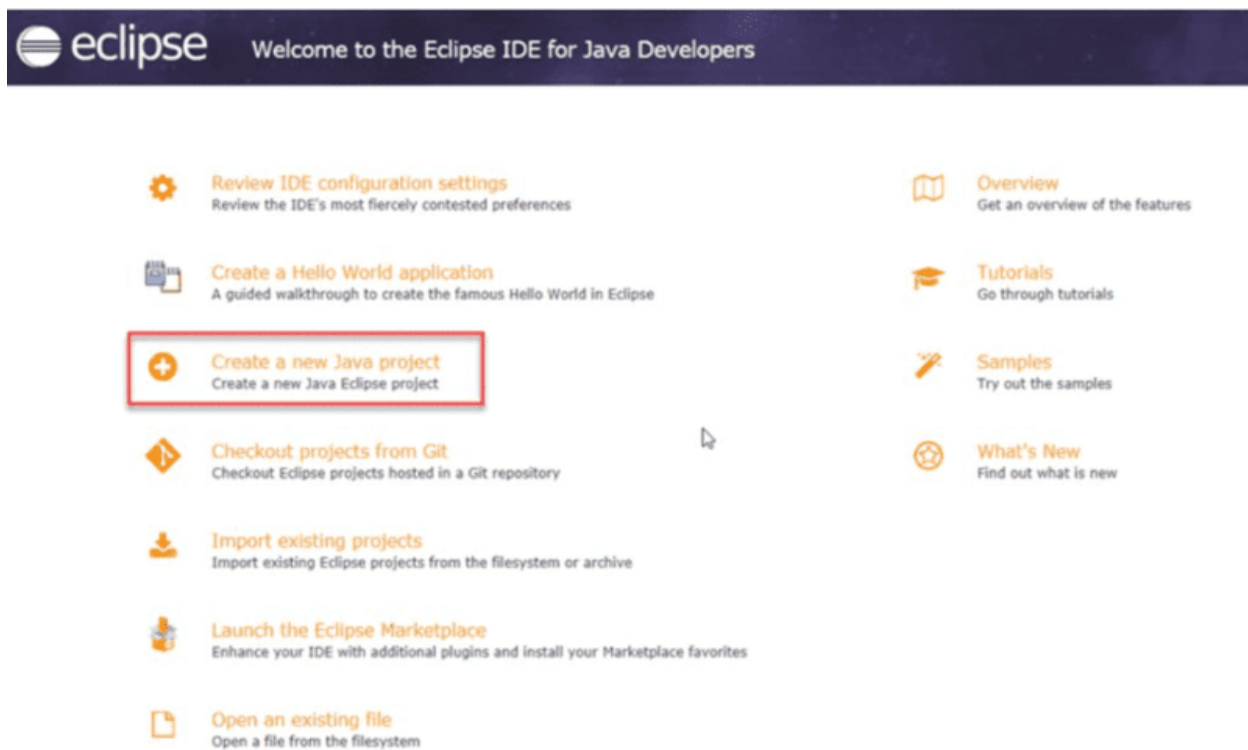 eclipse Welcome to the Eclipse IDE for Java Developers
Review IDE configuration settings
Review the IDE's most fiercely contested preferences
Create a Hello World application
A guided walkthrough to create the famous Hello World in Eclipse
Create a new Java project
Create a new Java Eclipse project
Checkout projects from Git
Checkout Eclipse projects hosted in a Git repository
Import existing projects
Import existing Eclipse projects from the filesystem or archive
Launch the Eclipse Marketplace
Enhance your IDE with additional plugins and install your Marketplace favorites
Open an existing file
Open a file from the filesystem
Overview
Get an overview of the features
Tutorials
Go through tutorials
Samples
Try out the samples
What's New
Find out what is new